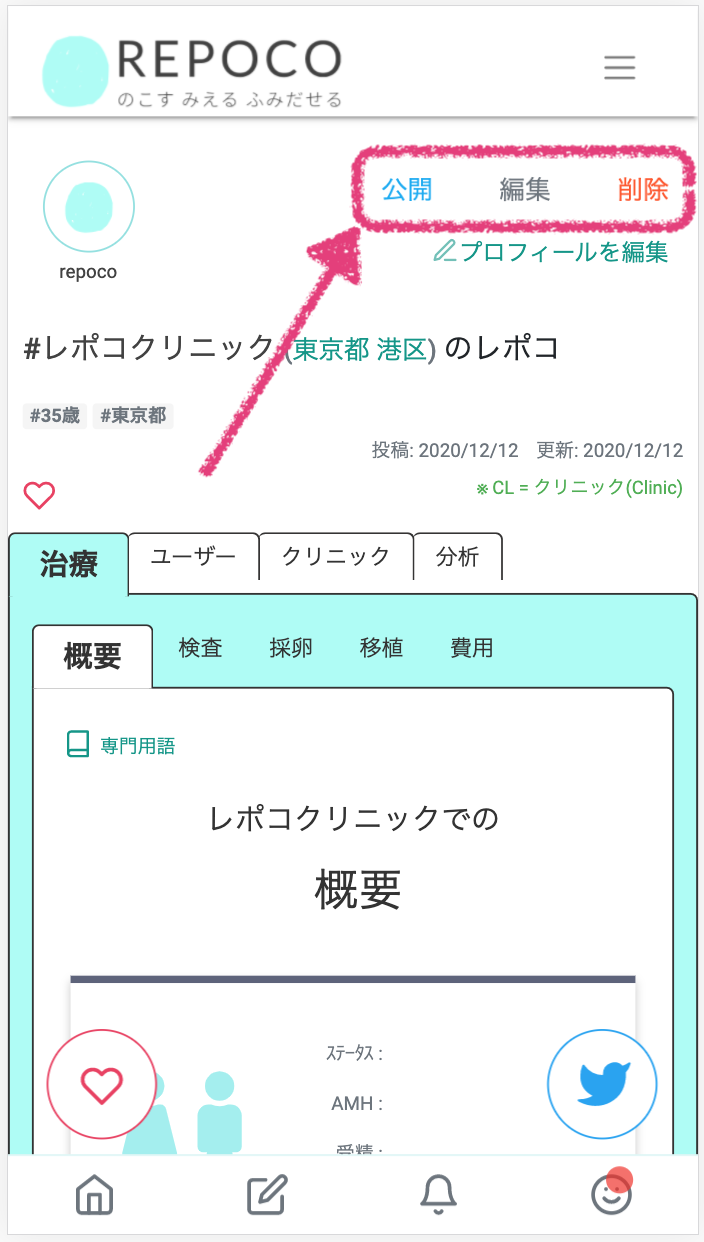 REPOCO
のこす みえる ふみだせる
公開 編集 削除
プロフィールを編集
repoco
#レポコクリニック (東京都 港区) のレポコ
#35歳 #東京都
投稿: 2020/12/12 更新: 2020/12/12
※ CL = クリニック(Clinic)
治療 ユーザー クリニック 分析
概要 検査 採卵 移植 費用
専門用語
レポコクリニックでの
概要
ｽﾃｰﾀｽ :
AMH :
受精 :